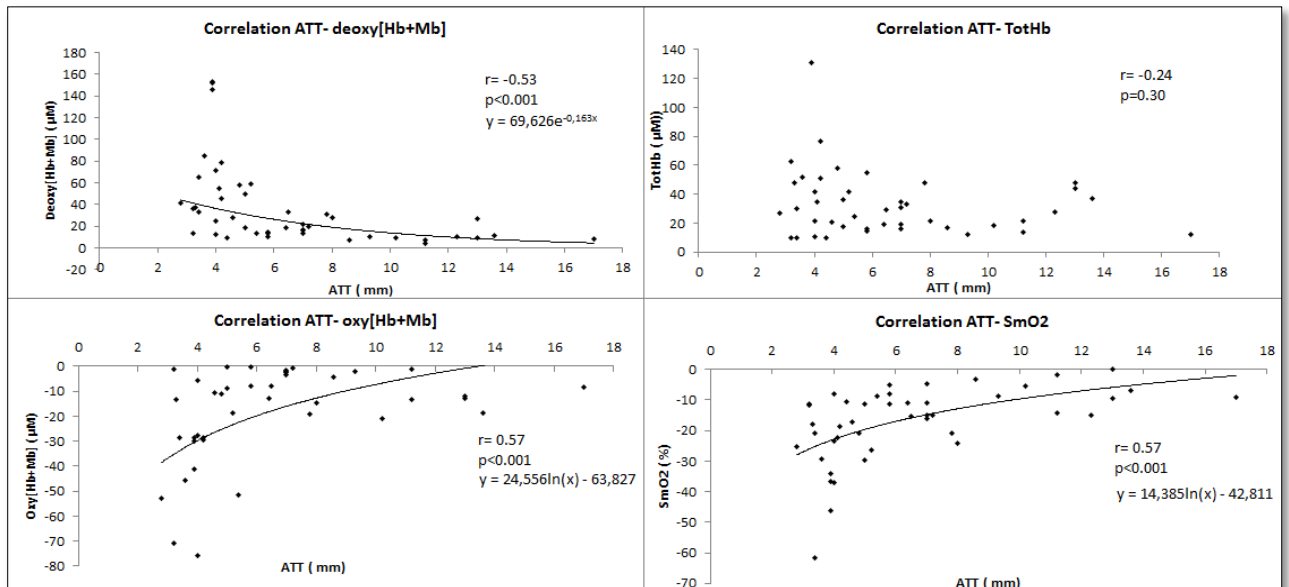 Correlation ATT- deoxy[Hb+Mb]
180
160
140
120
100
80
60
40
20
0
-20
Deoxy[Hb+Mb] (µM)
r= -0.53
p<0.001
y = 69,626e-0,163x
0 2 4 6 8 10 12 14 16 18
ATT ( mm)
Correlation ATT- TotHb
140
120
100
80
60
40
20
0
TotHb ( µM))
r= -0.24
p=0.30
0 2 4 6 8 10 12 14 16 18
ATT ( mm)
Correlation ATT- oxy[Hb+Mb]
0 2 4 6 8 10 12 14 16 18
0
-10
-20
-30
-40
-50
-60
-70
-80
Oxy[Hb+Mb] (µM)
r= 0.57
p<0.001
y = 24,556ln(x) - 63,827
ATT ( mm)
Correlation ATT- SmO2
0 2 4 6 8 10 12 14 16 18
0
-10
-20
-30
-40
-50
-60
-70
SmO2 (%)
r= 0.57
p<0.001
y = 14,385ln(x) - 42,811
ATT ( mm)